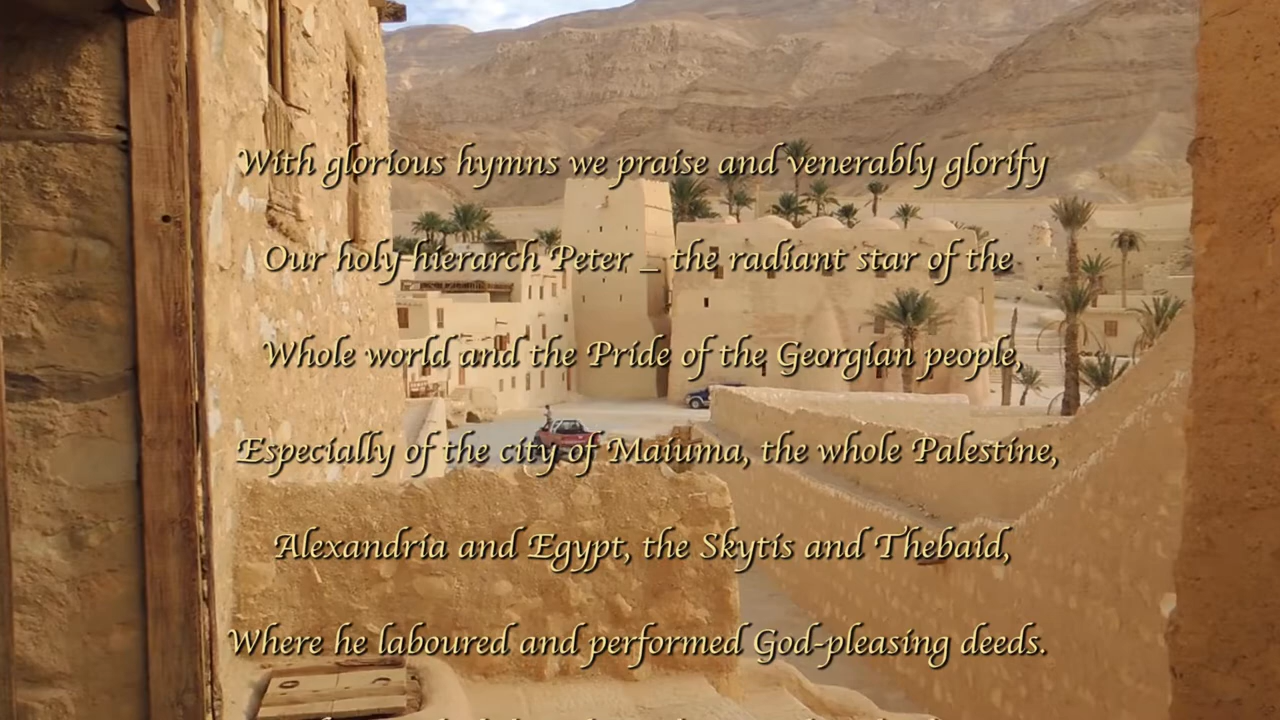 With glorious hymns we praise and venerably glorify
Our holy hierarch Peter _ the radiant star of the
Whole world and the Pride of the Georgian people,
Especially of the city of Maiuma, the whole Palestine,
Alexandria and Egypt, the Skytis and Thebaid,
Where he laboured and performed God-pleasing deeds.